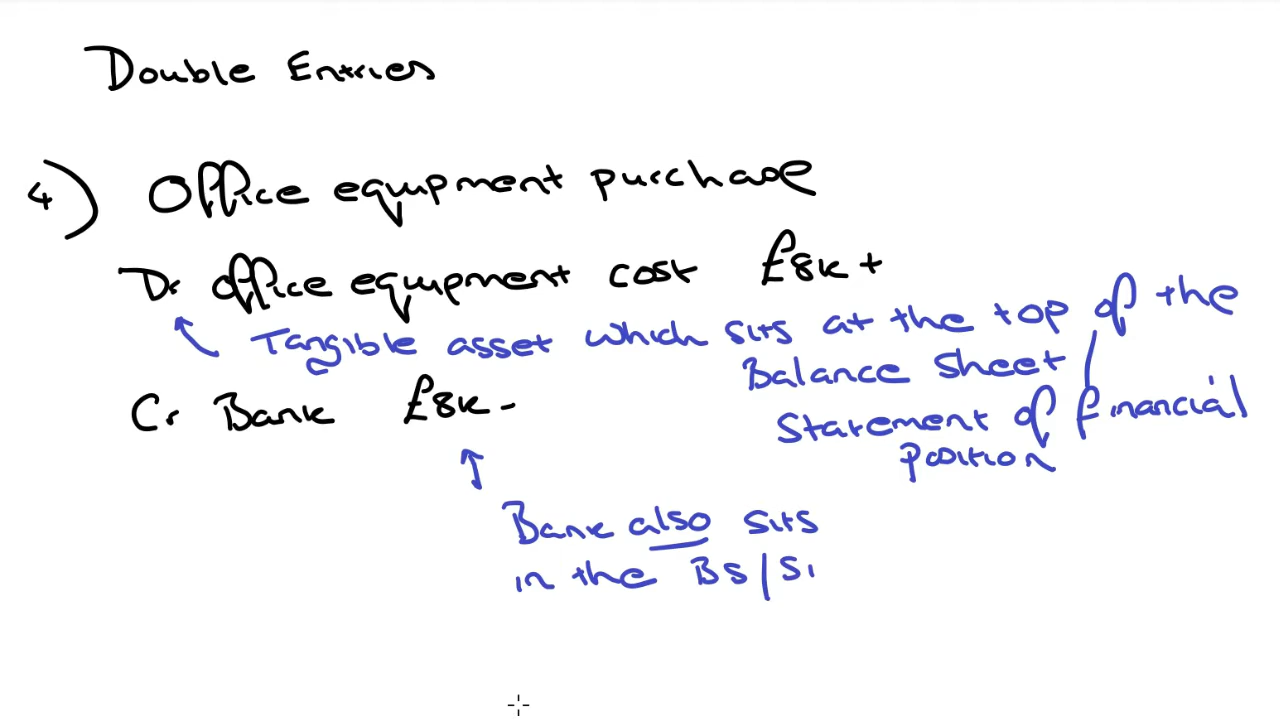 Double Entries
4) Office equipment purchase
Dr office equipment cost £8k +
Tangible asset which sits at the top of the
Balance sheet /
Statement of financial
position
Cr Bank £8k -
Bank also sits
in the BS/Si